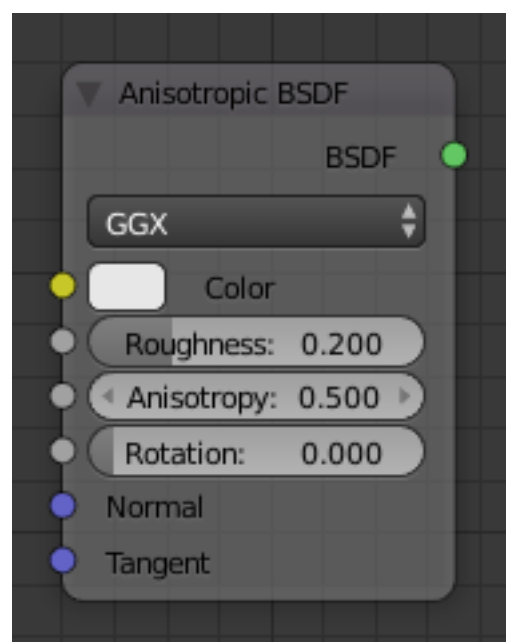 Anisotropic BSDF
BSDF
GGX
Color
Roughness: 0.200
Anisotropy: 0.500
Rotation: 0.000
Normal
Tangent